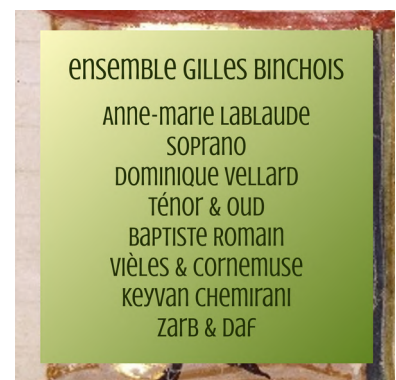 ensemble Gilles Binchois
Anne-Marie Lablaude
soprano
Dominique Vellard
ténor & oud
Baptiste Romain
vièles & cornemuse
Keyvan Chemirani
zarb & daf